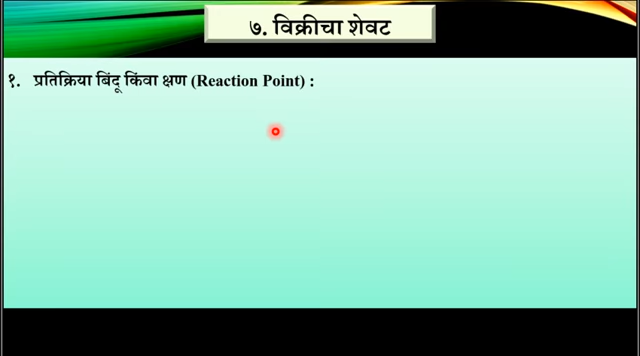 ७. विक्रीचा शेवट
१. प्रतिक्रिया बिंदू किंवा क्षण (Reaction Point) :